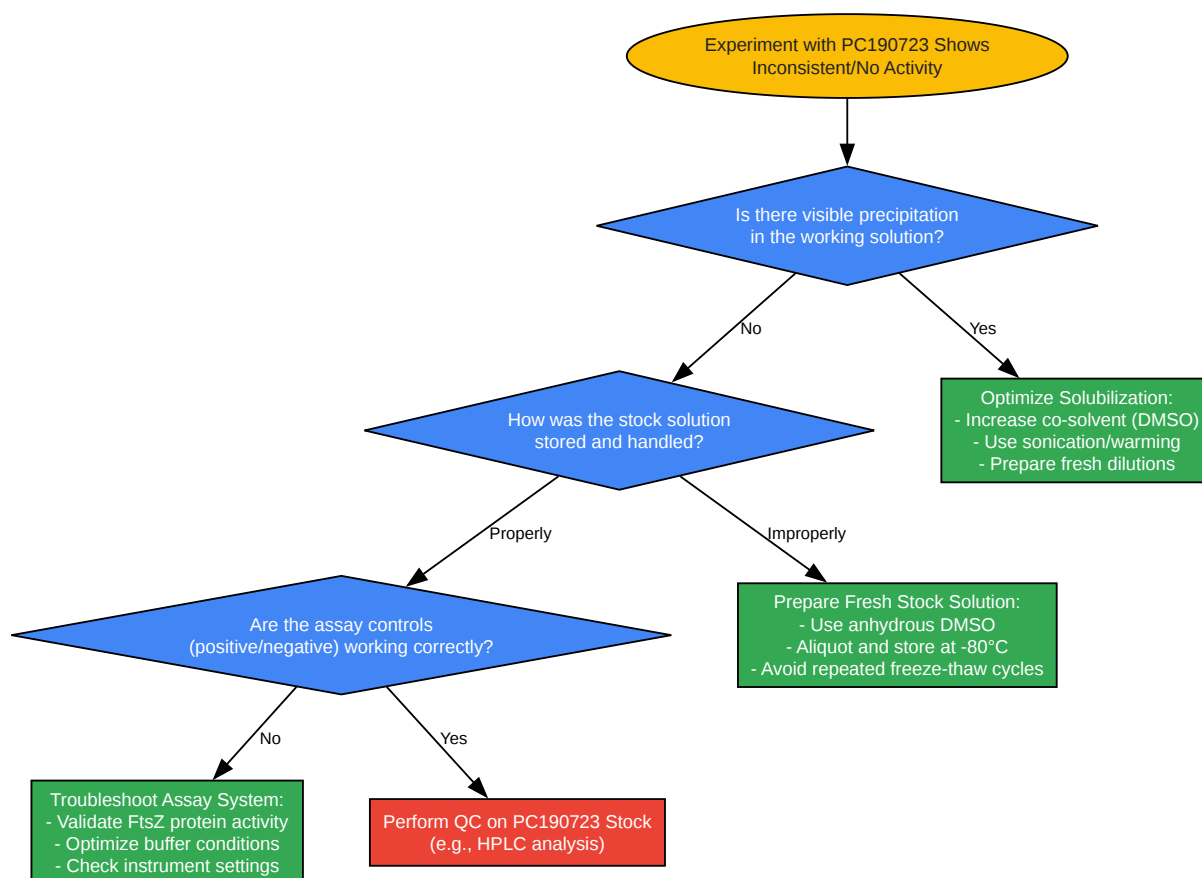 Experiment with PC190723 Shows
Inconsistent/No Activity
Is there visible precipitation
in the working solution?
No
Yes
How was the stock solution
stored and handled?
Optimize Solubilization:
- Increase co-solvent (DMSO)
- Use sonication/warming
- Prepare fresh dilutions
Properly
Improperly
Are the assay controls
(positive/negative) working correctly?
Prepare Fresh Stock Solution:
- Use anhydrous DMSO
- Aliquot and store at -80°C
- Avoid repeated freeze-thaw cycles
No
Yes
Troubleshoot Assay System:
- Validate FtsZ protein activity
- Optimize buffer conditions
- Check instrument settings
Perform QC on PC190723 Stock
(e.g., HPLC analysis)